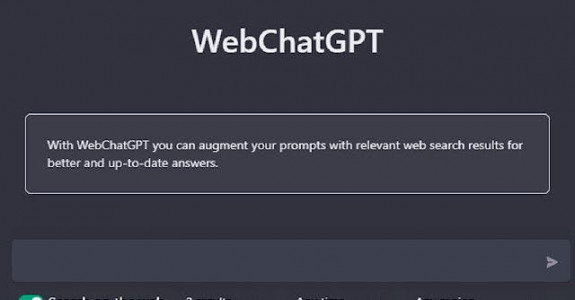 WebChatGPT
With WebChatGPT you can augment your prompts with relevant web search results for
better and up-to-date answers.